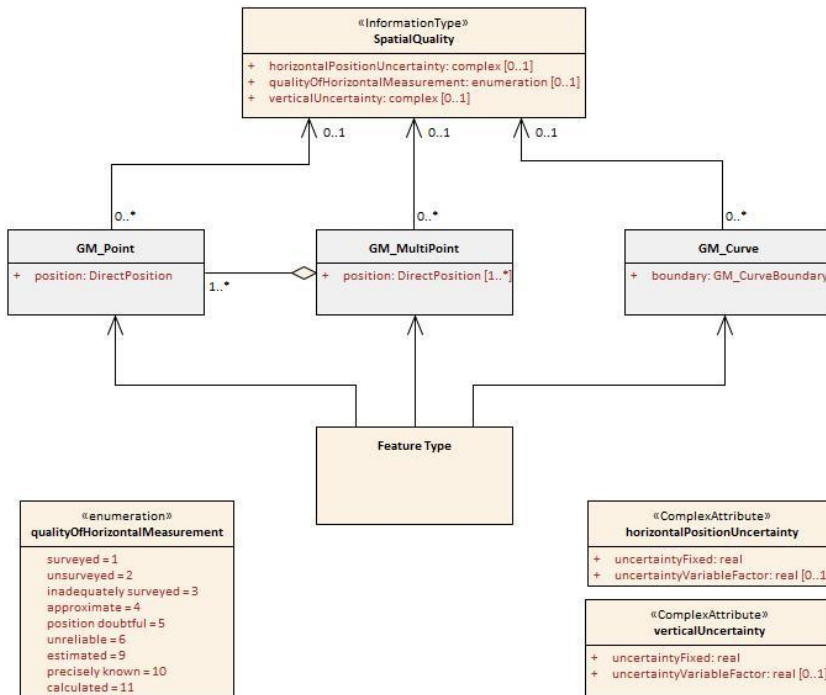 «InformationType»
SpatialQuality
+ horizontalPositionUncertainty: complex [0..1]
+ qualityOfHorizontalMeasurement: enumeration [0..1]
+ verticalUncertainty: complex [0..1]
0..1
0..1
0..1
0..*
0..*
0..*
GM_Point
+ position: DirectPosition
1..*
GM_MultiPoint
+ position: DirectPosition [1..*]
GM_Curve
+ boundary: GM_CurveBoundary
Feature Type
«enumeration»
qualityOfHorizontalMeasurement
surveyed = 1
unsurveyed = 2
inadequately surveyed = 3
approximate = 4
position doubtful = 5
unreliable = 6
estimated = 9
precisely known = 10
calculated = 11
«ComplexAttribute»
horizontalPositionUncertainty
+ uncertaintyFixed: real
+ uncertaintyVariableFactor: real [0..1
«ComplexAttribute»
verticalUncertainty
+ uncertaintyFixed: real
+ uncertaintyVariableFactor: real [0..1]